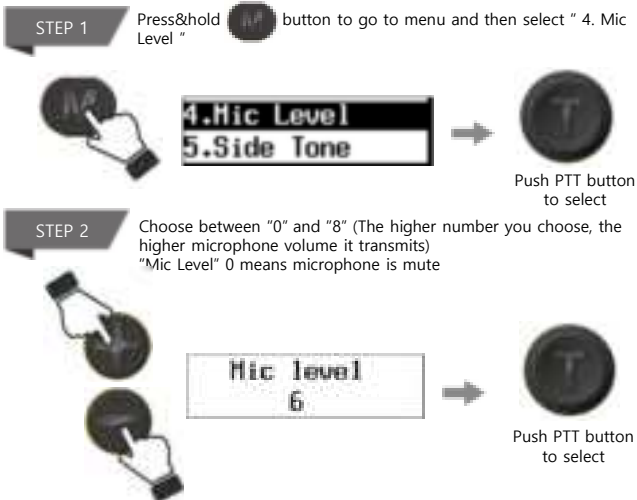 STEP 1
Press&hold M button to go to menu and then select " 4. Mic
Level "
4.Mic Level
5.Side Tone
T
Push PTT button
to select
STEP 2
Choose between "0" and "8" (The higher number you choose, the
higher microphone volume it transmits)
"Mic Level" 0 means microphone is mute
Mic level
6
T
Push PTT button
to select